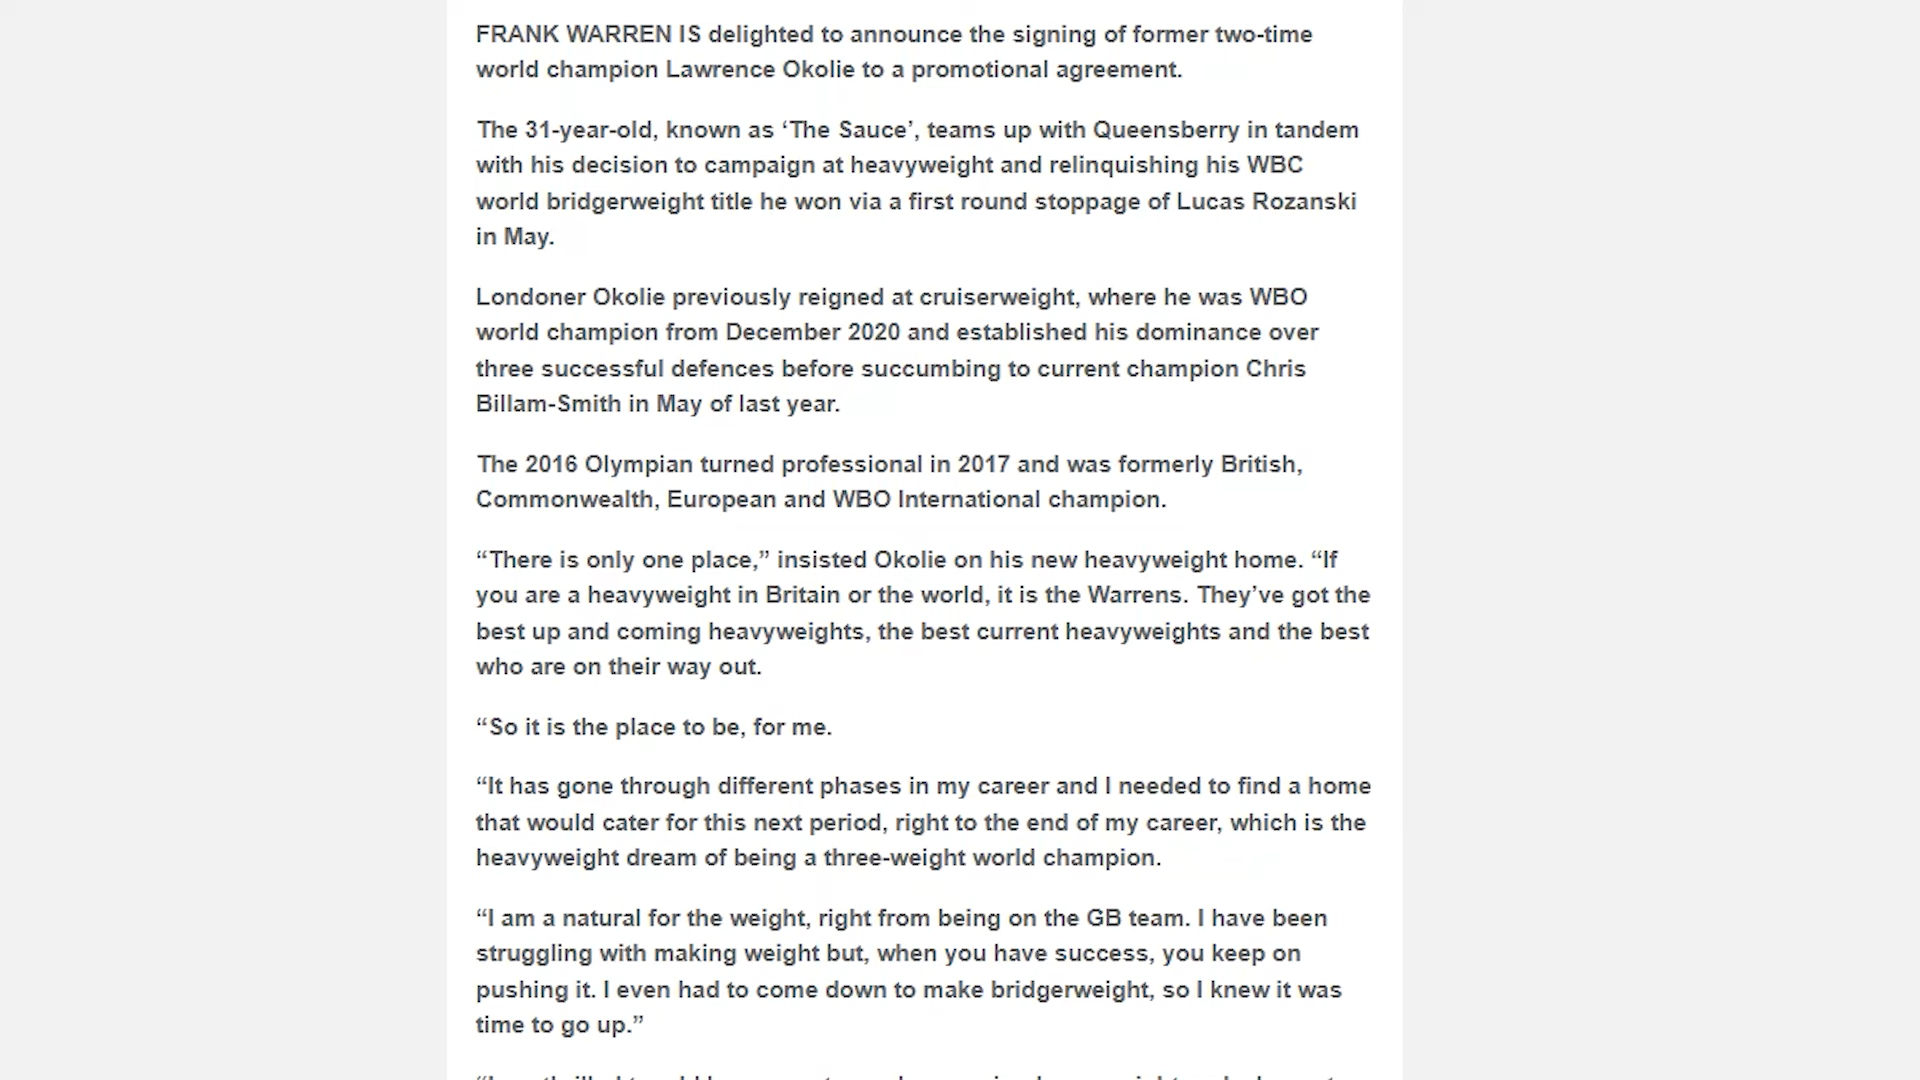 FRANK WARREN IS delighted to announce the signing of former two-time
world champion Lawrence Okolie to a promotional agreement.
The 31-year-old, known as ‘The Sauce’, teams up with Queensberry in tandem
with his decision to campaign at heavyweight and relinquishing his WBC
world bridgerweight title he won via a first round stoppage of Lucas Rozanski
in May.
Londoner Okolie previously reigned at cruiserweight, where he was WBO
world champion from December 2020 and established his dominance over
three successful defences before succumbing to current champion Chris
Billam-Smith in May of last year.
The 2016 Olympian turned professional in 2017 and was formerly British,
Commonwealth, European and WBO International champion.
“There is only one place,” insisted Okolie on his new heavyweight home. “If
you are a heavyweight in Britain or the world, it is the Warrens. They’ve got the
best up and coming heavyweights, the best current heavyweights and the best
who are on their way out.
“So it is the place to be, for me.
“It has gone through different phases in my career and I needed to find a home
that would cater for this next period, right to the end of my career, which is the
heavyweight dream of being a three-weight world champion.
“I am a natural for the weight, right from being on the GB team. I have been
struggling with making weight but, when you have success, you keep on
pushing it. I even had to come down to make bridgerweight, so I knew it was
time to go up.”